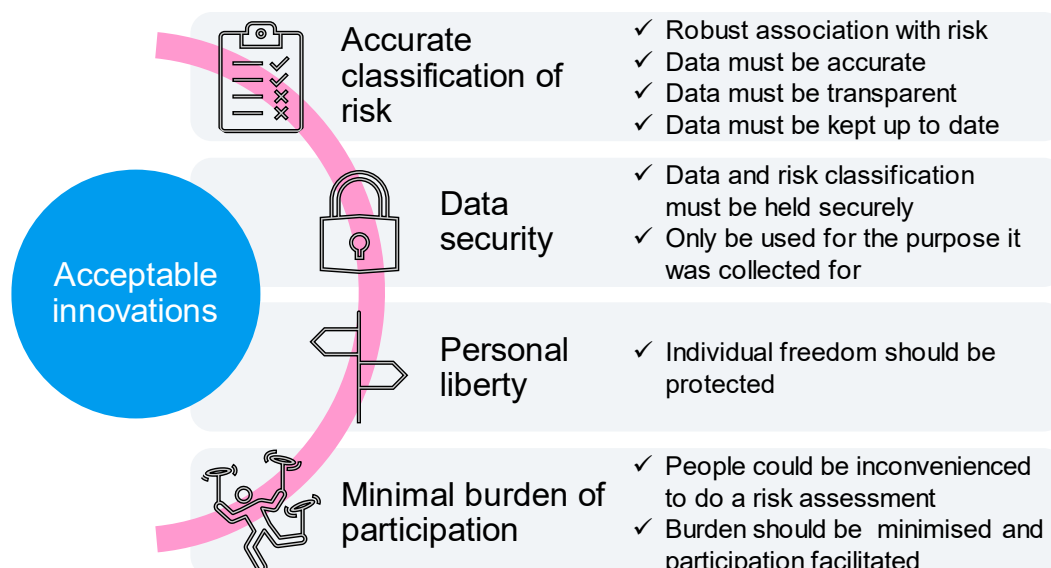 Acceptable
innovations
Accurate
classification of
risk
✓ Robust association with risk
✓ Data must be accurate
✓ Data must be transparent
✓ Data must be kept up to date
Data
security
✓ Data and risk classification
must be held securely
✓ Only be used for the purpose it
was collected for
Personal
liberty
✓ Individual freedom should be
protected
Minimal burden of
participation
✓ People could be inconvenienced
to do a risk assessment
✓ Burden should be  minimised and
participation facilitated